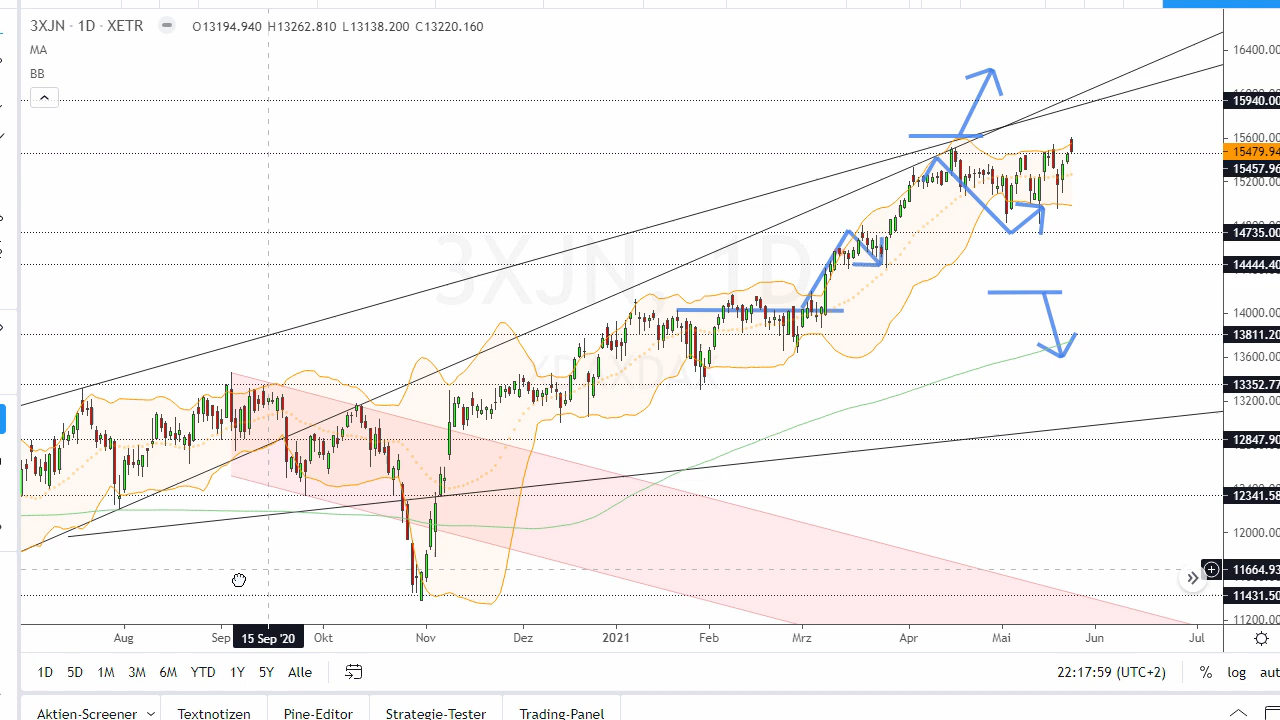 3XJN · 1D · XETR O13194.940 H13262.810 L13138.200 C13220.160
MA
BB
3XJN, 1D
16400.00
15940.00
15600.00
15479.94
15457.96
15200.00
14735.00
14444.40
14000.00
13811.20
13600.00
13352.77
13200.00
12847.90
12341.58
12000.00
11664.93
11431.50
11200.00
Aug Sep 15 Sep '20 Okt Nov Dez 2021 Feb Mrz Apr Mai Jun Jul
1D 5D 1M 3M 6M YTD 1Y 5Y Alle 22:17:59 (UTC+2) % log aut
Aktien-Screener Textnotizen Pine-Editor Strategie-Tester Trading-Panel